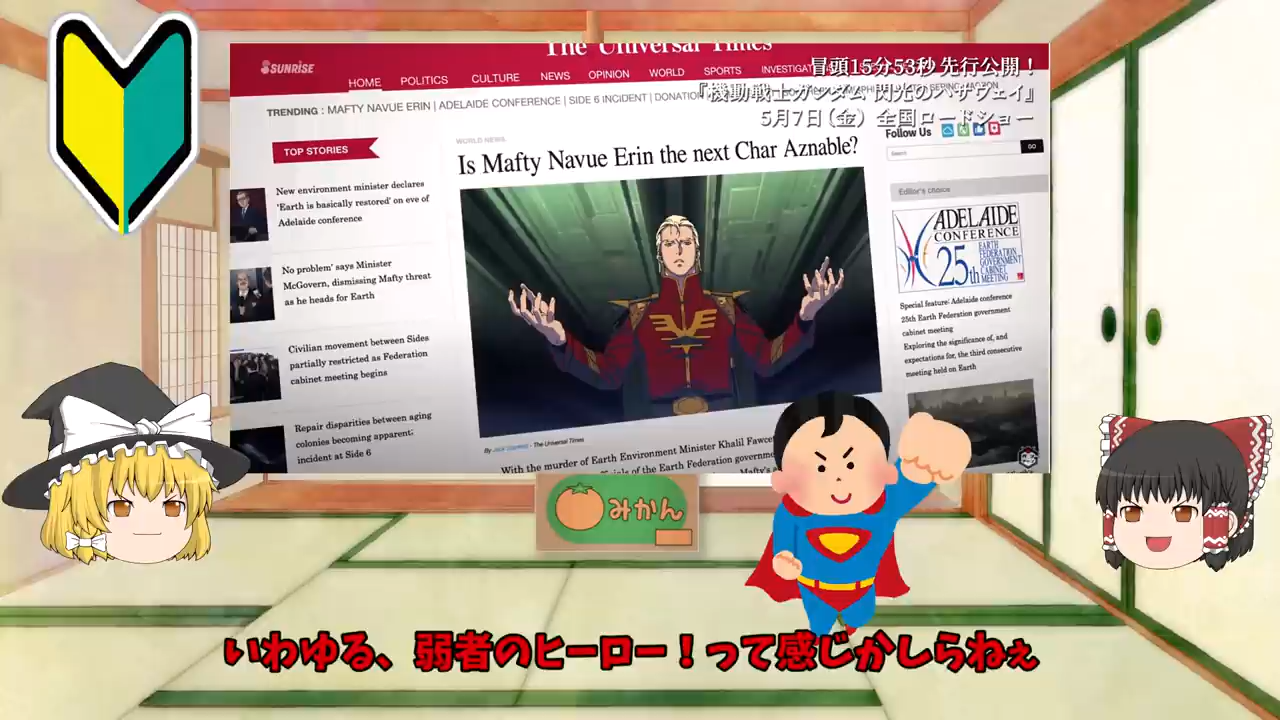 The Universal Times
SUNRISE
HOME POLITICS CULTURE NEWS OPINION WORLD SPORTS
冒頭15分53秒 先行公開！
『機動戦士ガンダム 閃光のハサウェイ』
5月7日（金） 全国ロードショー
TRENDING : MAFTY NAVUE ERIN | ADELAIDE CONFERENCE | SIDE 6 INCIDENT |
Follow Us
Search
GO
TOP STORIES
New environment minister declares
'Earth is basically restored' on eve of
Adelaide conference
No problem' says Minister
McGovern, dismissing Mafty threat
as he heads for Earth
Civilian movement between Sides
partially restricted as Federation
cabinet meeting begins
Repair disparities between aging
colonies becoming apparent;
incident at Side 6
WORLD NEWS
Is Mafty Navue Erin the next Char Aznable?
The Universal Times
With the murder of Earth Environment Minister Khalil
of the Earth Federation
Mafty's
Editor's choice
ADELAIDE
CONFERENCE
25th
EARTH
FEDERATION
GOVERNMENT
CABINET
MEETING
Special feature: Adelaide conference
25th Earth Federation government
cabinet meeting
Exploring the significance of, and
expectations for, the third consecutive
meeting held on Earth
みかん
いわゆる、弱者のヒーロー！って感じかしらねぇ